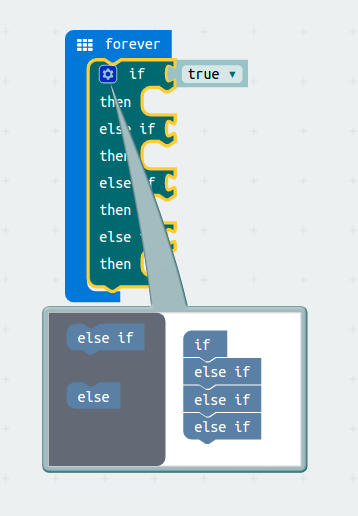 forever
if true
then
else if
then
else if
then
else if
then
else if
else
if
else if
else if
else if